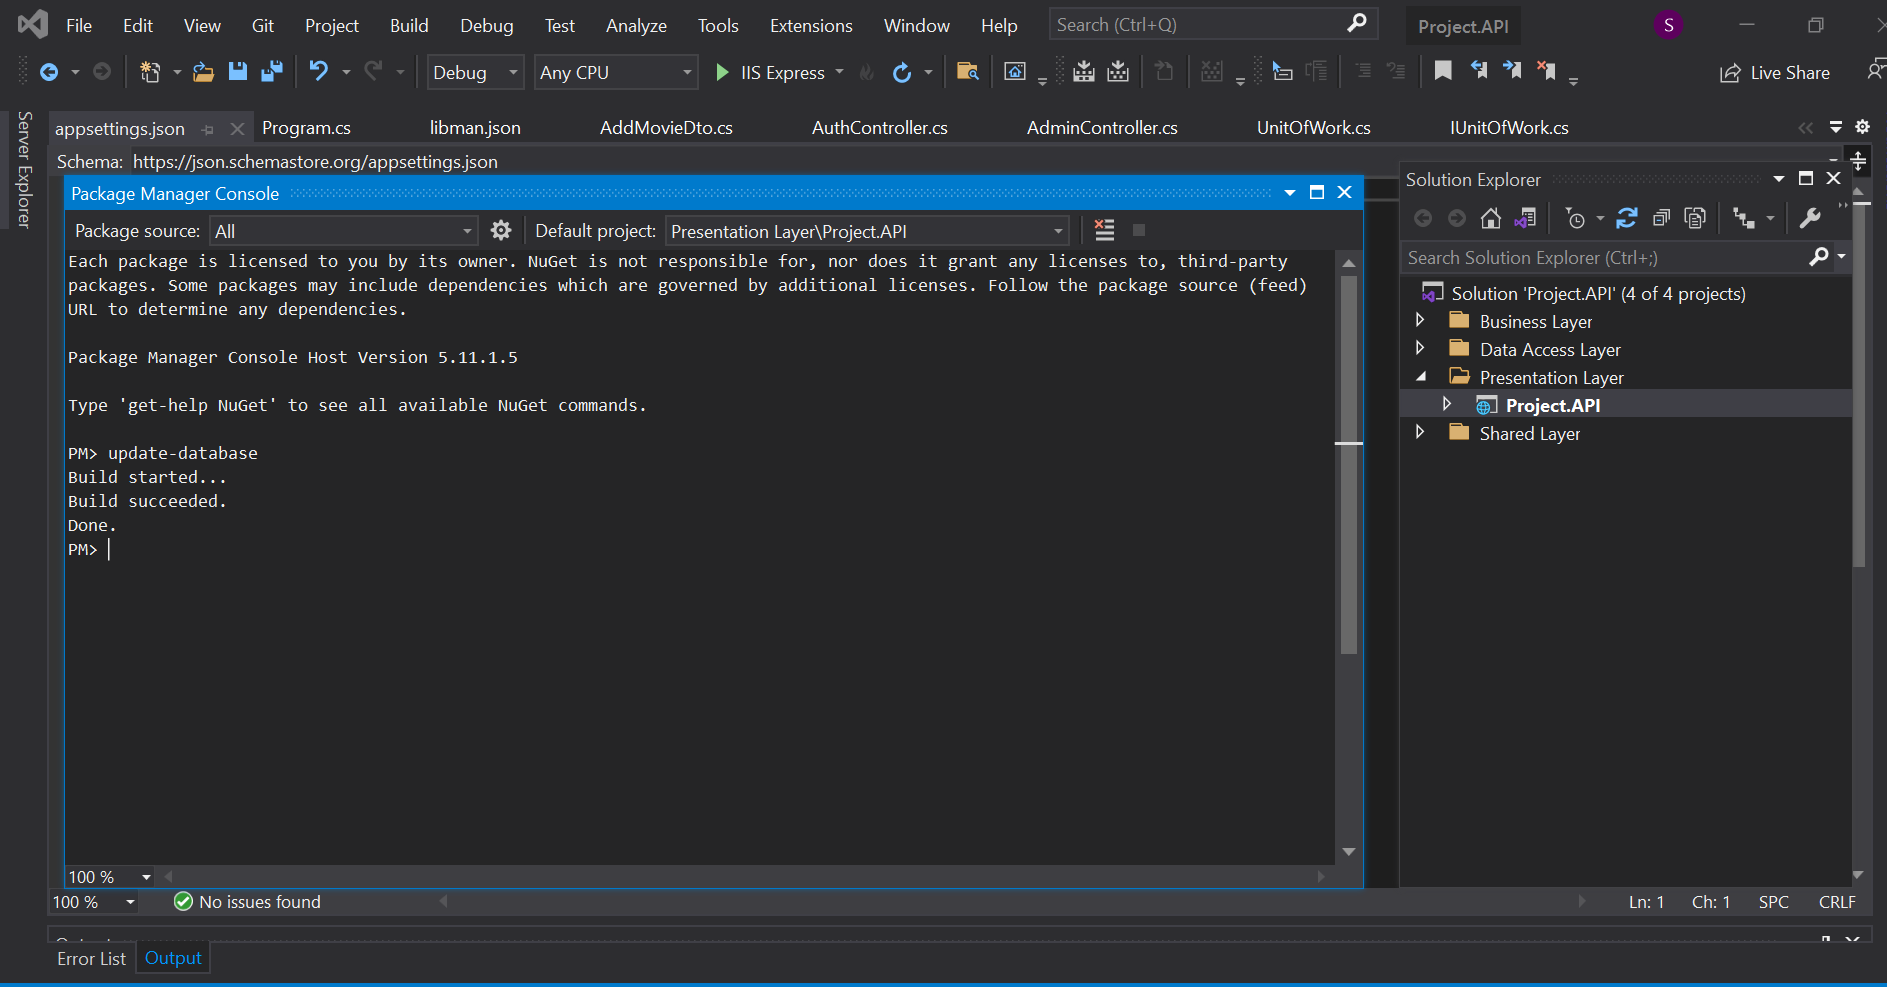 File Edit View Git Project Build Debug Test Analyze Tools Extensions Window Help Search (Ctrl+Q) Project.API S
Debug Any CPU IIS Express Live Share
Server Explorer
appsettings.json Program.cs libman.json AddMovieDto.cs AuthController.cs AdminController.cs UnitOfWork.cs IUnitOfWork.cs
Schema: https://json.schemastore.org/appsettings.json
Package Manager Console
Package source: All Default project: Presentation Layer\Project.API
Each package is licensed to you by its owner. NuGet is not responsible for, nor does it grant any licenses to, third-party
packages. Some packages may include dependencies which are governed by additional licenses. Follow the package source (feed)
URL to determine any dependencies.
Package Manager Console Host Version 5.11.1.5
Type 'get-help NuGet' to see all available NuGet commands.
PM> update-database
Build started...
Build succeeded.
Done.
PM>
100 %
Solution Explorer
Search Solution Explorer (Ctrl+;)
Solution 'Project.API' (4 of 4 projects)
Business Layer
Data Access Layer
Presentation Layer
Project.API
Shared Layer
100 % No issues found Ln: 1 Ch: 1 SPC CRLF
Error List Output